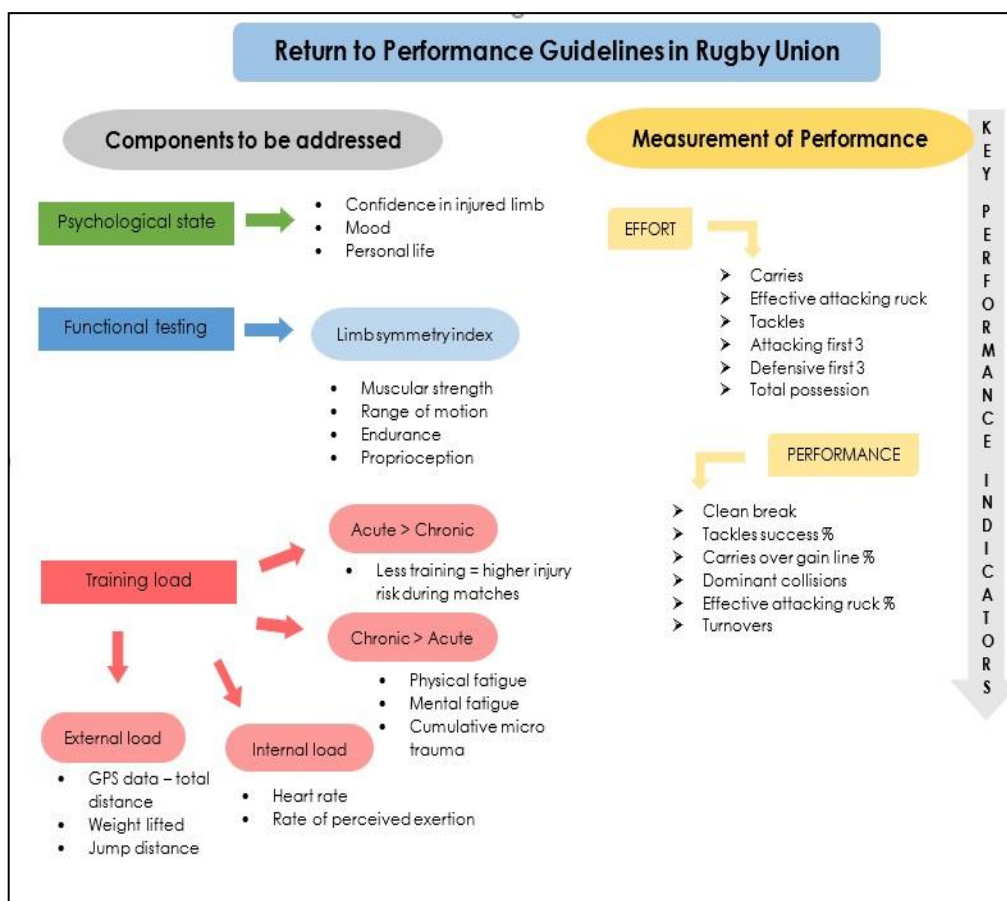 Return to Performance Guidelines in Rugby Union
Components to be addressed
Psychological state
• Confidence in injured limb
• Mood
• Personal life
Functional testing
Limb symmetry index
• Muscular strength
• Range of motion
• Endurance
• Proprioception
Training load
Acute > Chronic
• Less training = higher injury
risk during matches
Chronic > Acute
• Physical fatigue
• Mental fatigue
• Cumulative micro
trauma
External load
• GPS data – total
distance
• Weight lifted
• Jump distance
Internal load
• Heart rate
• Rate of perceived exertion
Measurement of Performance
EFFORT
➢ Carries
➢ Effective attacking ruck
➢ Tackles
➢ Attacking first 3
➢ Defensive first 3
➢ Total possession
PERFORMANCE
➢ Clean break
➢ Tackles success %
➢ Carries over gain line %
➢ Dominant collisions
➢ Effective attacking ruck %
➢ Turnovers
KEY PERFORMANCE INDICATORS